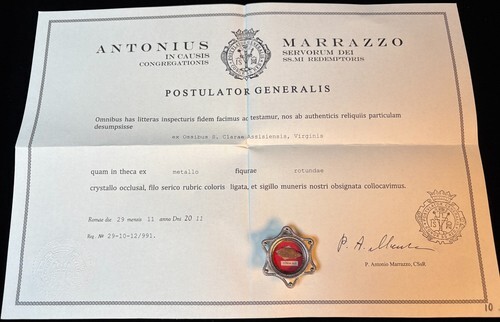 ANTONIUS MARRAZZO
IN CAUSIS SERVORUM DEI
CONGREGATIONIS SS.MI REDEMPTORIS
POSTULATOR GENERALIS
Omnibus has litteras inspecturis fidem facimus ac testamur, nos ab authenticis reliquiis particulam
desumpsisse
ex Ossibus S. Clarae Assisiensis, Virginis
quam in theca ex metallo figurae rotundae
crystallo occlusal, filo serico rubric coloris ligata, et sigillo muneris nostri obsignata collocavimus.
Romae die 29 mensis 11 anno Dni 20 11
Reg. Nº 29-10-12/991.
P. Antonio Marrazzo, CSsR
10